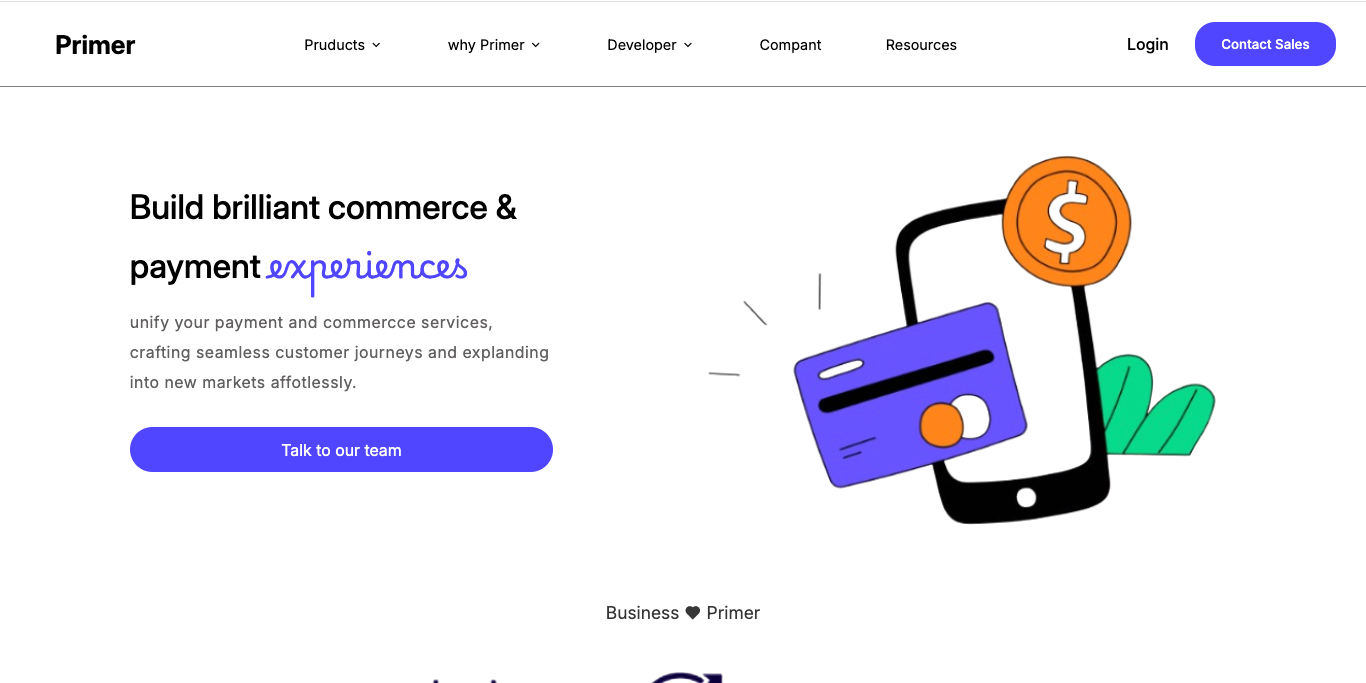 Primer
Pruducts
why Primer
Developer
Compant
Resources
Login
Contact Sales
Build brilliant commerce &
payment experiences
unify your payment and commercce services,
crafting seamless customer journeys and explanding
into new markets affotlessly.
Talk to our team
$
Business ♥ Primer